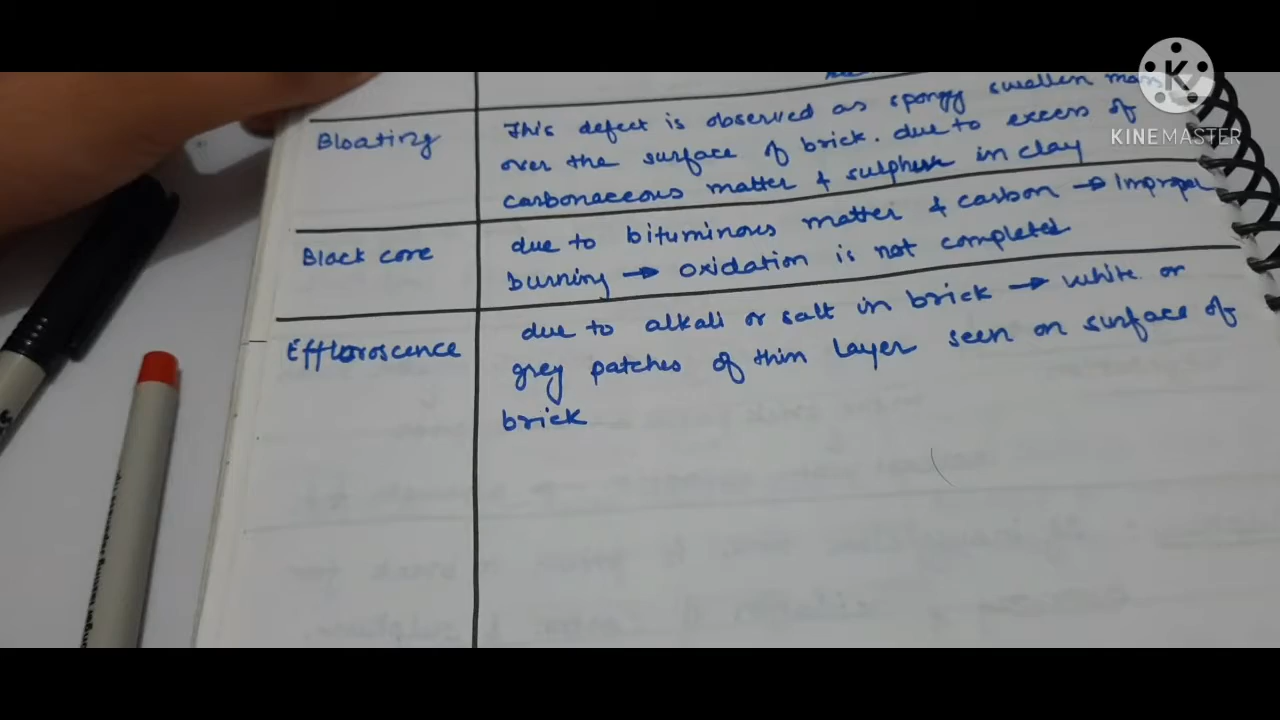 K
KINEMASTER
Bloating
This defect is observed as spongy swollen mass
over the surface of brick. due to excess of
carbonaceous matter & sulphur in clay
Black core
due to bituminous matter & carbon → Improper
burning → oxidation is not completed
Effloroscence
due to alkali or salt in brick → white or
grey patches of thin layer seen on surface of
brick